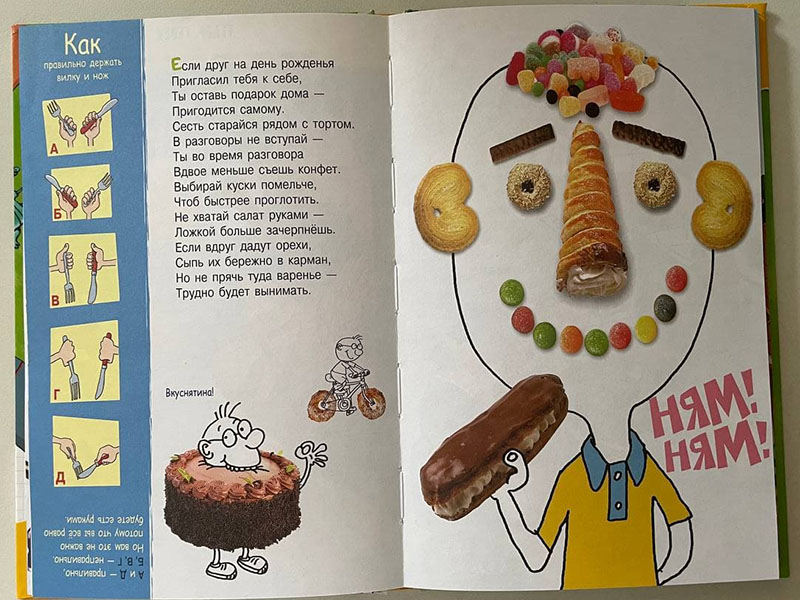 Как
правильно держать
вилку и нож
А
Б
В
Г
Д
А и Д — правильно,
Б, В, Г — неправильно.
Но вам это не важно
потому что вы всё равно
будете есть руками.
Если друг на день рожденья
Пригласил тебя к себе,
Ты оставь подарок дома —
Пригодится самому.
Сесть старайся рядом с тортом.
В разговоры не вступай —
Ты во время разговора
Вдвое меньше съешь конфет.
Выбирай куски помельче,
Чтоб быстрее проглотить.
Не хватай салат руками —
Ложкой больше зачерпнёшь.
Если вдруг дадут орехи,
Сыпь их бережно в карман,
Но не прячь туда варенье —
Трудно будет вынимать.
Вкуснятина!
НЯМ!
НЯМ!